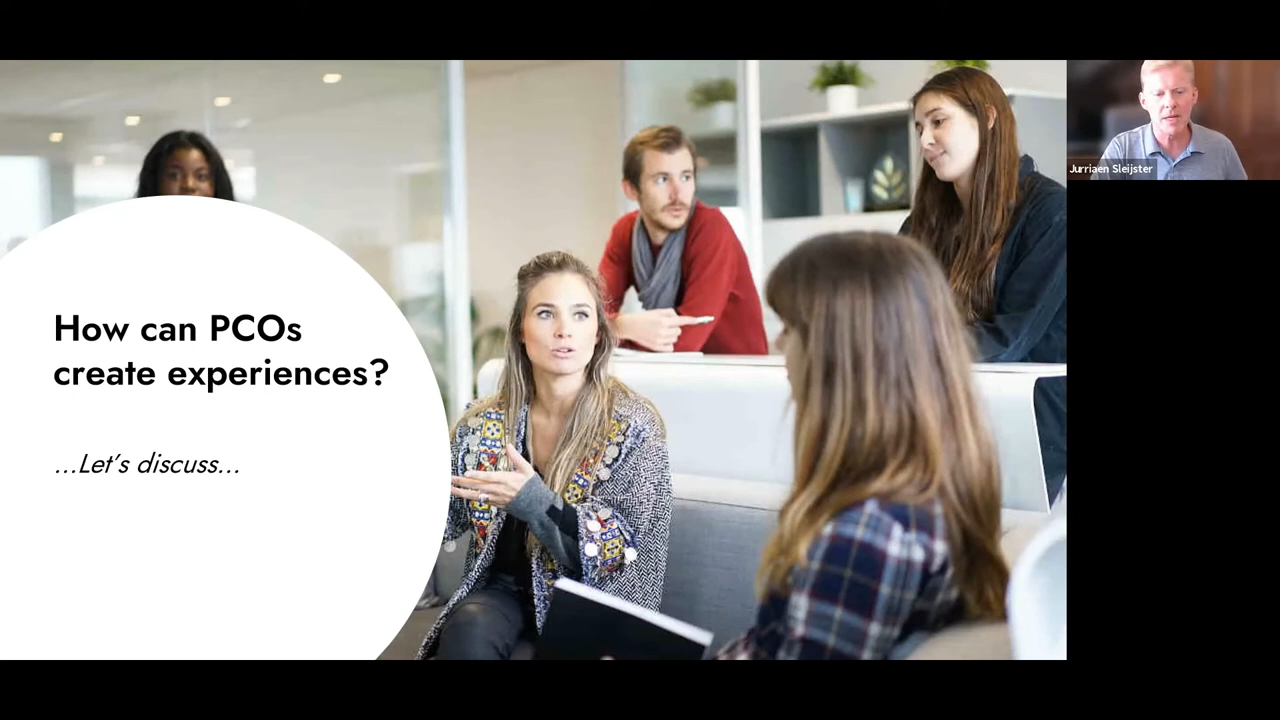 How can PCOs
create experiences?
...Let's discuss...
Jurriaen Sleijster